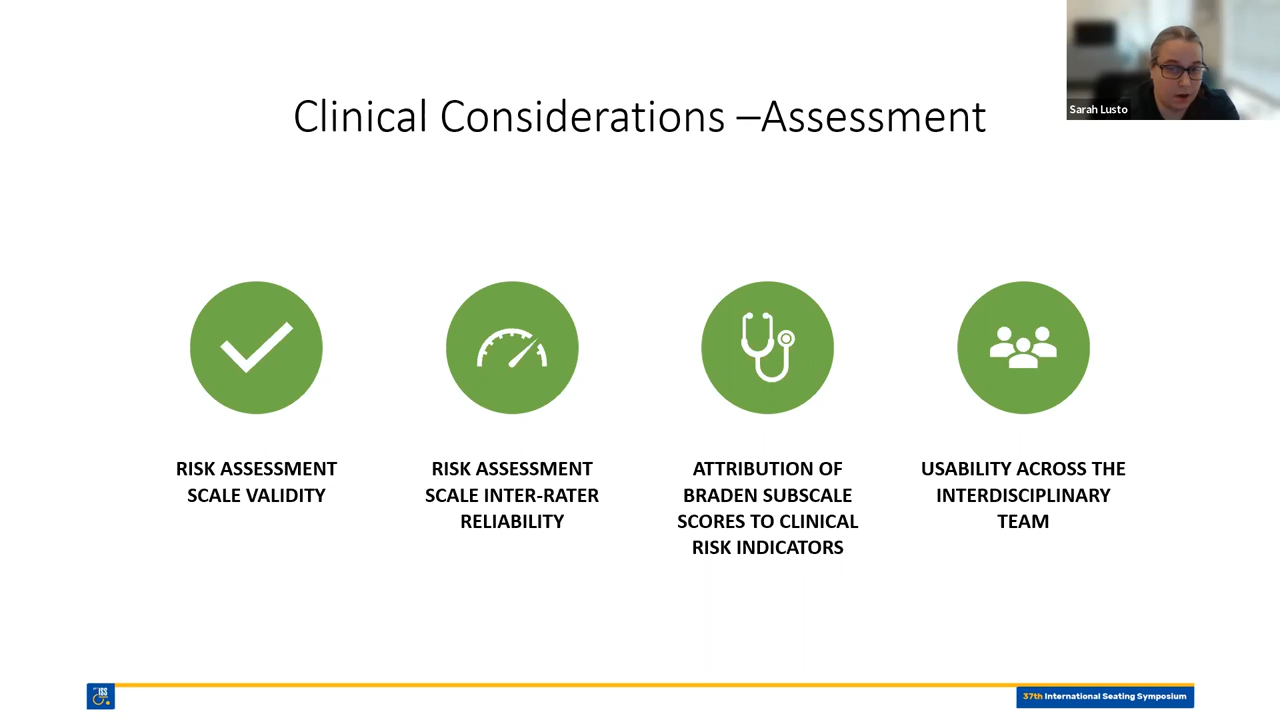 Sarah Lusto
Clinical Considerations –Assessment
RISK ASSESSMENT
SCALE VALIDITY
RISK ASSESSMENT
SCALE INTER-RATER
RELIABILITY
ATTRIBUTION OF
BRADEN SUBSCALE
SCORES TO CLINICAL
RISK INDICATORS
USABILITY ACROSS THE
INTERDISCIPLINARY
TEAM
ISS
37th International Seating Symposium